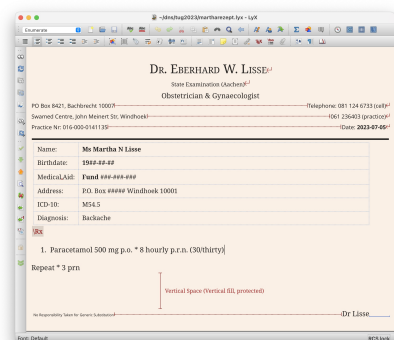 ~/dns/tug2023/martharezept.lyx - LyX
Enumerate
DR. EBERHARD W. LISSE
State Examination (Aachen)
Obstetrician & Gynaecologist
PO Box 8421, Bachbrecht 10007 Telephone: 081 124 6733 (cell)
Swamed Centre, John Meinert Str, Windhoek 061 236403 (practice)
Practice Nr: 016-000-0141135 Date: 2023-07-05
Name: Ms Martha N Lisse
Birthdate: 19##-##-##
Medical Aid: Fund ###-###-###
Address: P.O. Box ##### Windhoek 10001
ICD-10: M54.5
Diagnosis: Backache
\Rx
1. Paracetamol 500 mg p.o. * 8 hourly p.r.n. (30/thirty)
Repeat * 3 prn
Vertical Space (Vertical fill, protected)
No Responsibility Taken for Generic Substitution Dr Lisse
Font: Default RCS lock